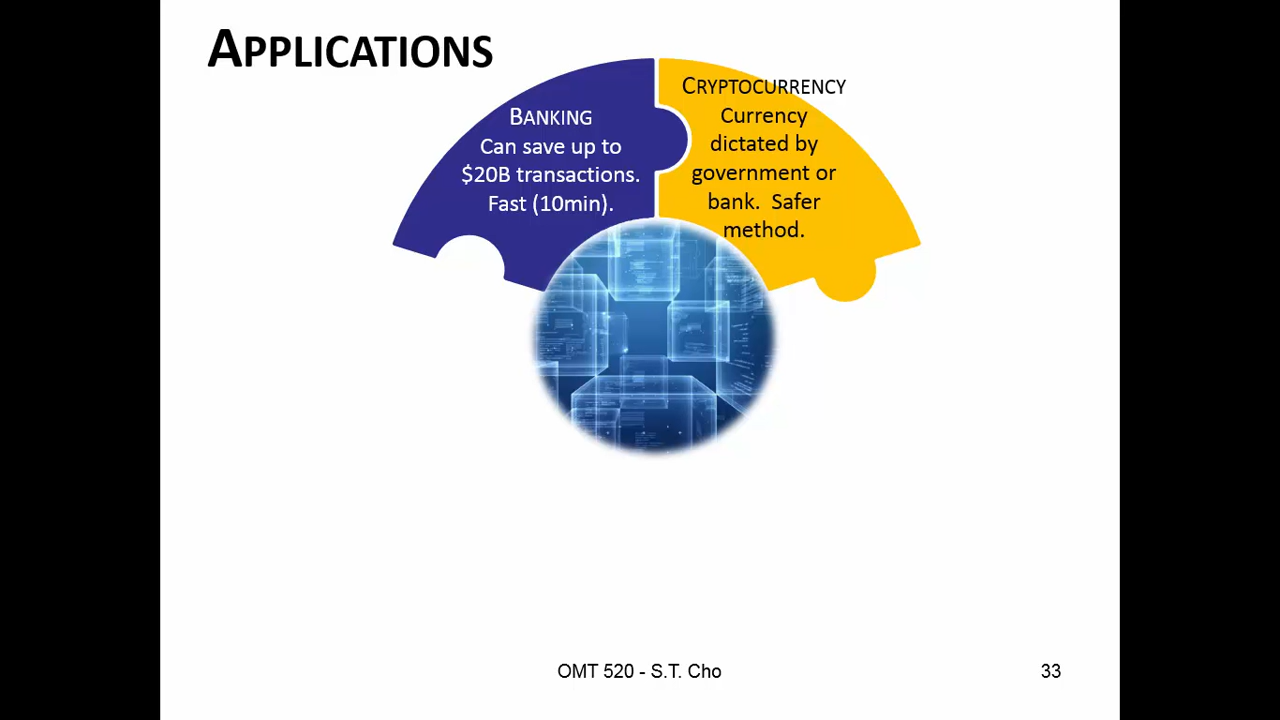 APPLICATIONS
BANKING
Can save up to
$20B transactions.
Fast (10min).
CRYPTOCURRENCY
Currency
dictated by
government or
bank.  Safer
method.
OMT 520 - S.T. Cho
33